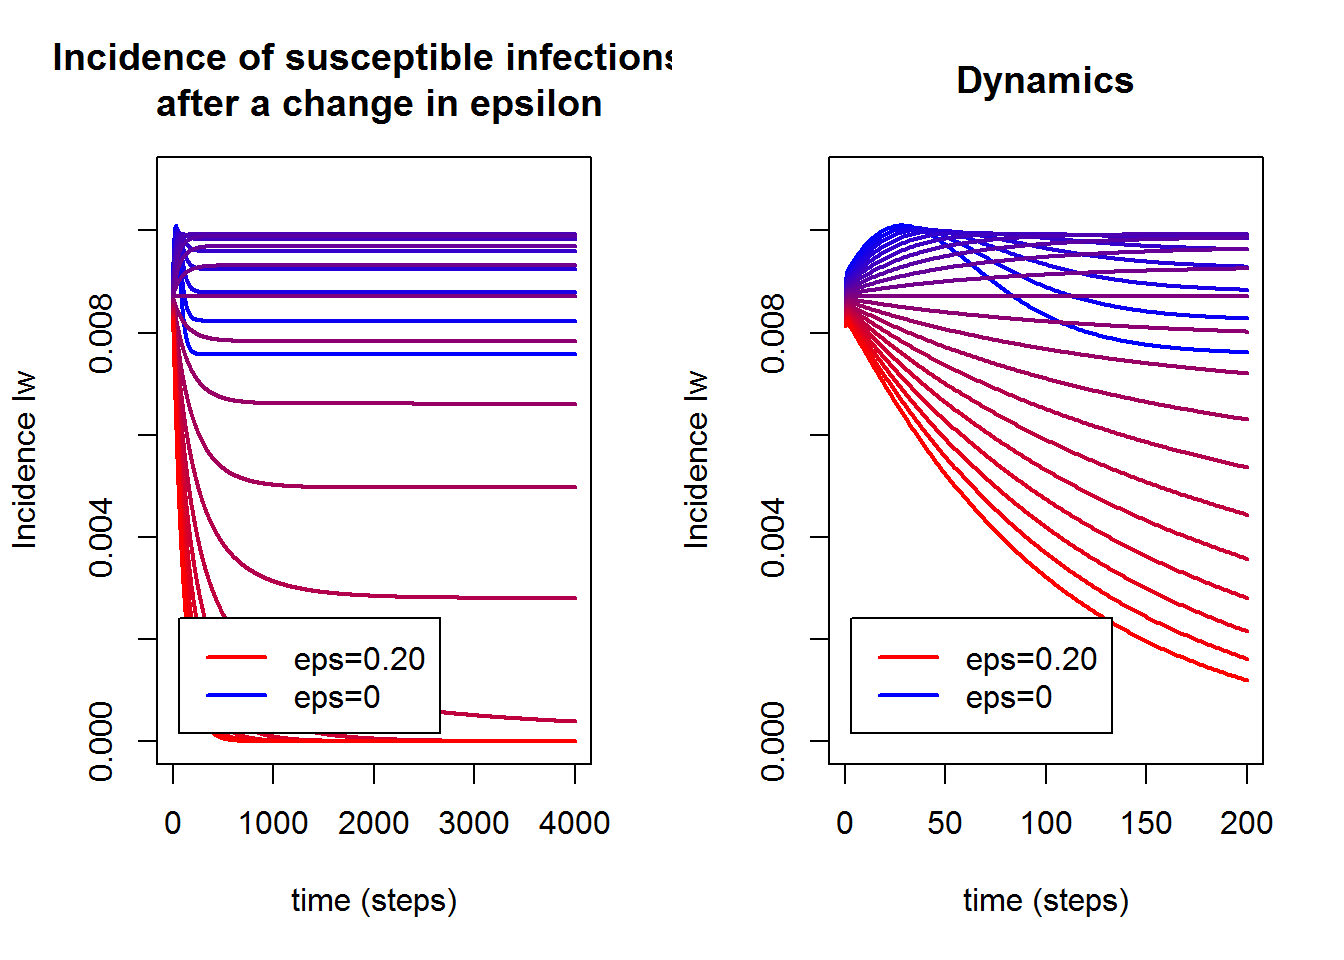 Incidence of susceptible infections
after a change in epsilon
Incidence Iw
0.000
0.004
0.008
eps=0.20
eps=0
0
1000
2000
3000
4000
time (steps)
Dynamics
Incidence Iw
0.000
0.004
0.008
eps=0.20
eps=0
0
50
100
150
200
time (steps)